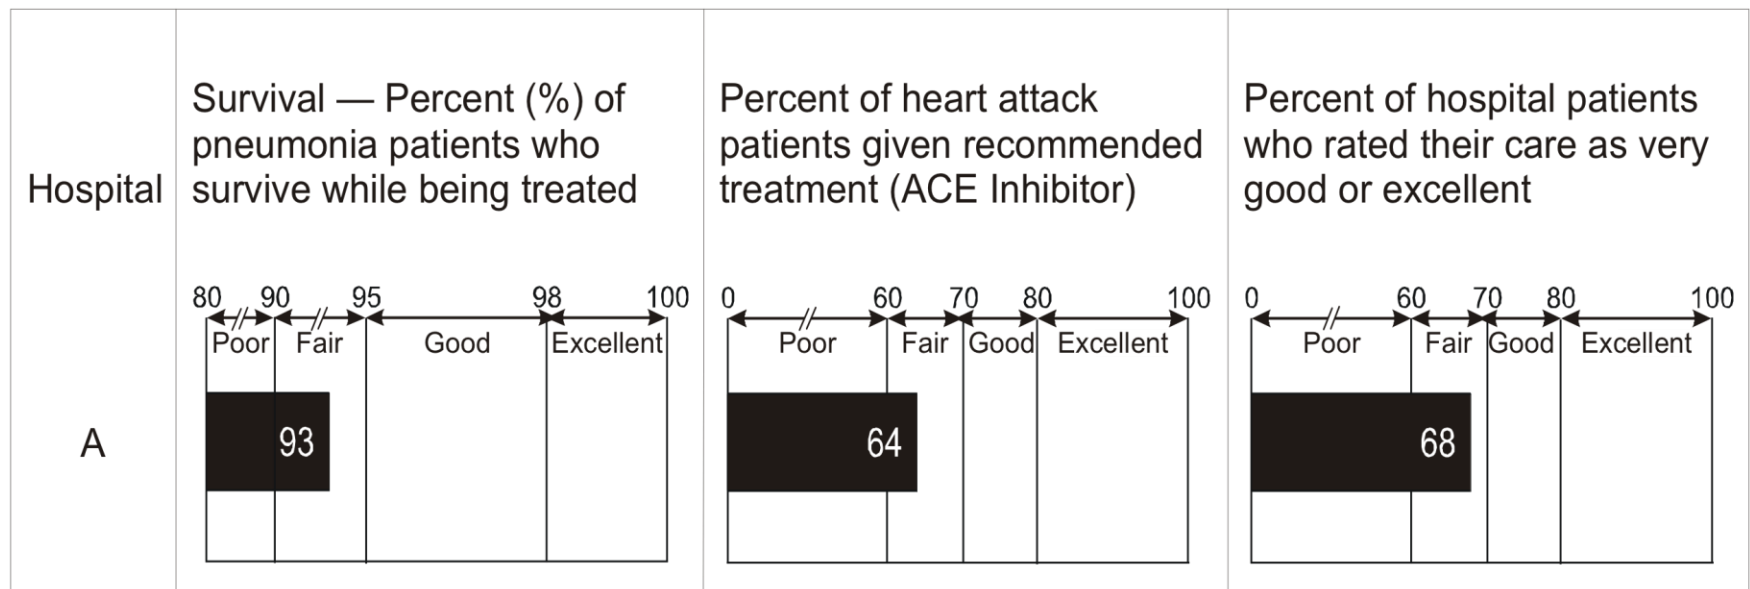 Hospital
Survival — Percent (%) of
pneumonia patients who
survive while being treated
Percent of heart attack
patients given recommended
treatment (ACE Inhibitor)
Percent of hospital patients
who rated their care as very
good or excellent
80 90 95 98 100
Poor Fair Good Excellent
0 60 70 80 100
Poor Fair Good Excellent
0 60 70 80 100
Poor Fair Good Excellent
A
93
64
68